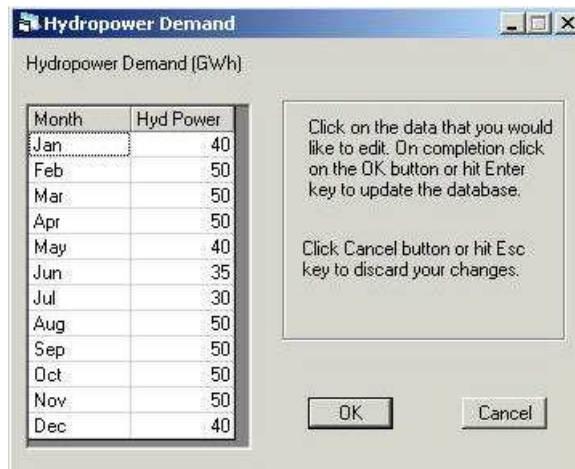 Hydropower Demand
Hydropower Demand (GWh)
Month Hyd Power
Jan 40
Feb 50
Mar 50
Apr 50
May 40
Jun 35
Jul 30
Aug 50
Sep 50
Oct 50
Nov 50
Dec 40
Click on the data that you would
like to edit. On completion click
on the OK button or hit Enter
key to update the database.
Click Cancel button or hit Esc
key to discard your changes.
OK
Cancel